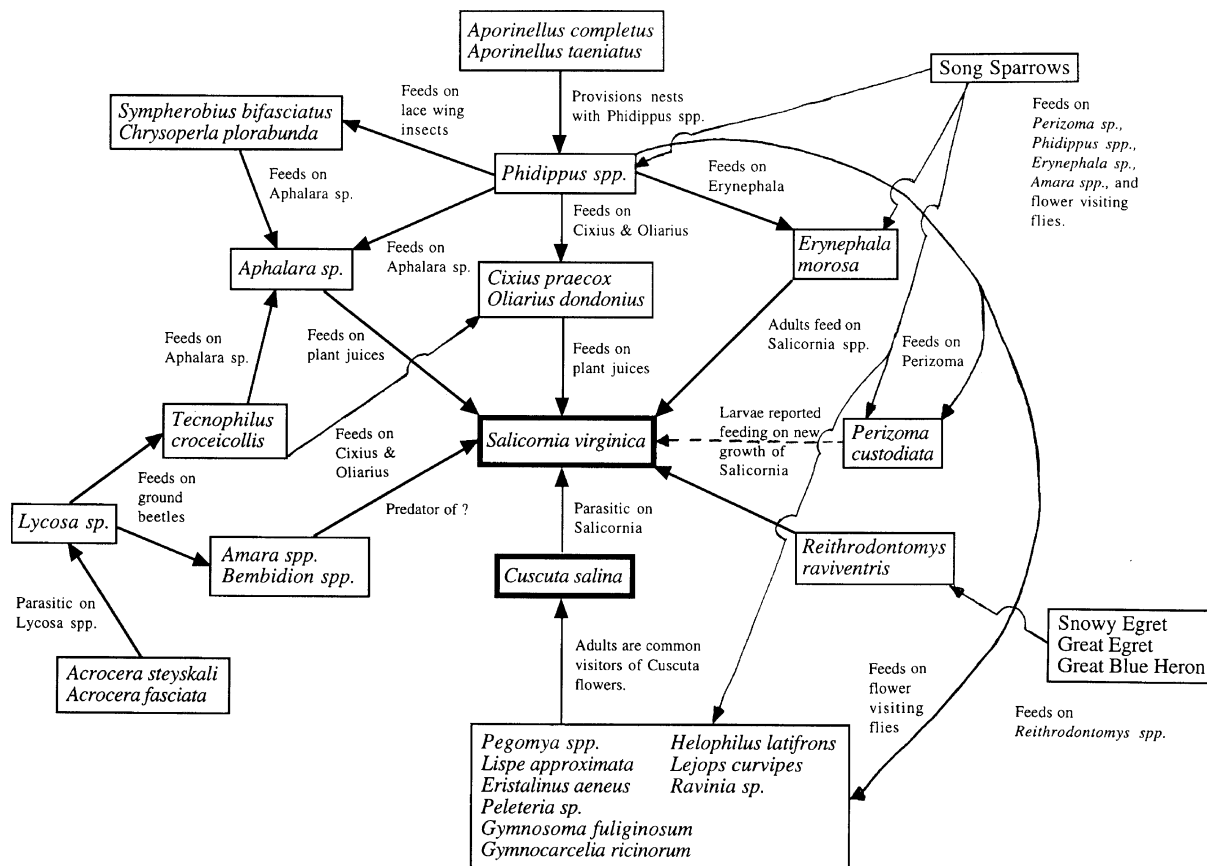 Aporinellus completus
Aporinellus taeniatus
Song Sparrows
Feeds on
Perizoma sp.,
Phidippus spp.,
Erynephala sp.,
Amara spp., and
flower visiting
flies.
Sympherobius bifasciatus
Chrysoperla plorabunda
Feeds on
lace wing
insects
Provisions nests
with Phidippus spp.
Phidippus spp.
Feeds on
Aphalara sp.
Feeds on
Erynephala
Feeds on
Cixius & Oliarius
Feeds on
Aphalara sp.
Aphalara sp.
Cixius praecox
Oliarius dondonius
Erynephala
morosa
Feeds on
Aphalara sp.
Feeds on
plant juices
Feeds on
plant juices
Adults feed on
Salicornia spp.
Feeds on
Perizoma
Tecnophilus
croceicollis
Feeds on
Cixius &
Oliarius
Salicornia virginica
Larvae reported
feeding on new
growth of
Salicornia
Perizoma
custodiata
Lycosa sp.
Feeds on
ground
beetles
Predator of ?
Parasitic on
Salicornia
Amara spp.
Bembidion spp.
Cuscuta salina
Reithrodontomys
raviventris
Parasitic on
Lycosa spp.
Acrocera steyskali
Acrocera fasciata
Adults are common
visitors of Cuscuta
flowers.
Feeds on
flower
visiting
flies
Snowy Egret
Great Egret
Great Blue Heron
Feeds on
Reithrodontomys spp.
Pegomya spp.
Lispe approximata
Eristalinus aeneus
Peleteria sp.
Gymnosoma fuliginosum
Gymnocarcelia ricinorum
Helophilus latifrons
Lejops curvipes
Ravinia sp.